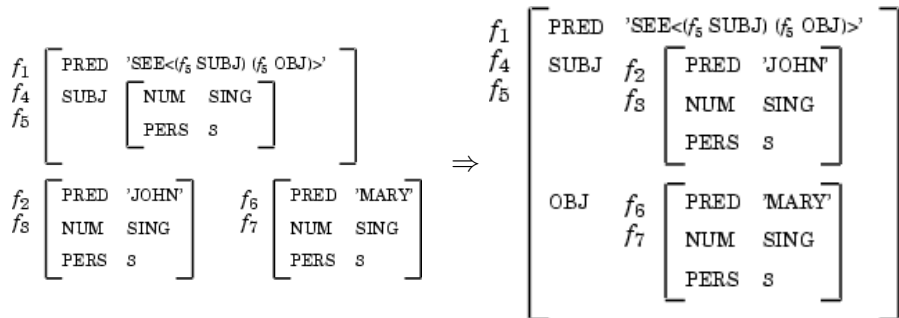 f₁ PRED 'SEE<(f₅ SUBJ) (f₅ OBJ)>'
f₄ SUBJ NUM SING
f₅ PERS 3
f₂ PRED 'JOHN'
f₃ NUM SING
PERS 3
f₆ PRED 'MARY'
f₇ NUM SING
PERS 3
⇒
f₁ PRED 'SEE<(f₅ SUBJ) (f₅ OBJ)>'
f₄ SUBJ f₂ PRED 'JOHN'
f₅ f₃ NUM SING
PERS 3
OBJ f₆ PRED 'MARY'
f₇ NUM SING
PERS 3